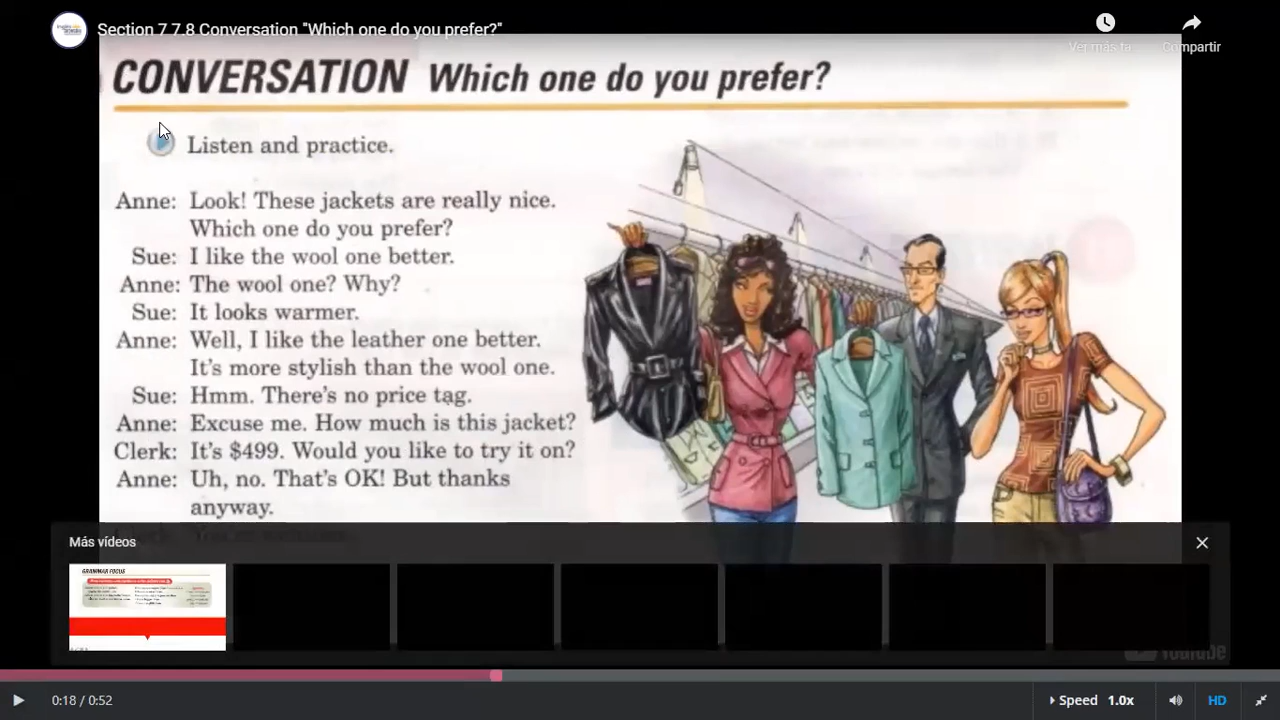 Section 7 7.8 Conversation "Which one do you prefer?"
Ver más ta
Compartir
CONVERSATION Which one do you prefer?
Listen and practice.
Anne: Look! These jackets are really nice.
Which one do you prefer?
Sue: I like the wool one better.
Anne: The wool one? Why?
Sue: It looks warmer.
Anne: Well, I like the leather one better.
It's more stylish than the wool one.
Sue: Hmm. There's no price tag.
Anne: Excuse me. How much is this jacket?
Clerk: It's $499. Would you like to try it on?
Anne: Uh, no. That's OK! But thanks
anyway.
Más vídeos
GRAMMAR FOCUS
YouTube
0:18 / 0:52
Speed 1.0x
HD